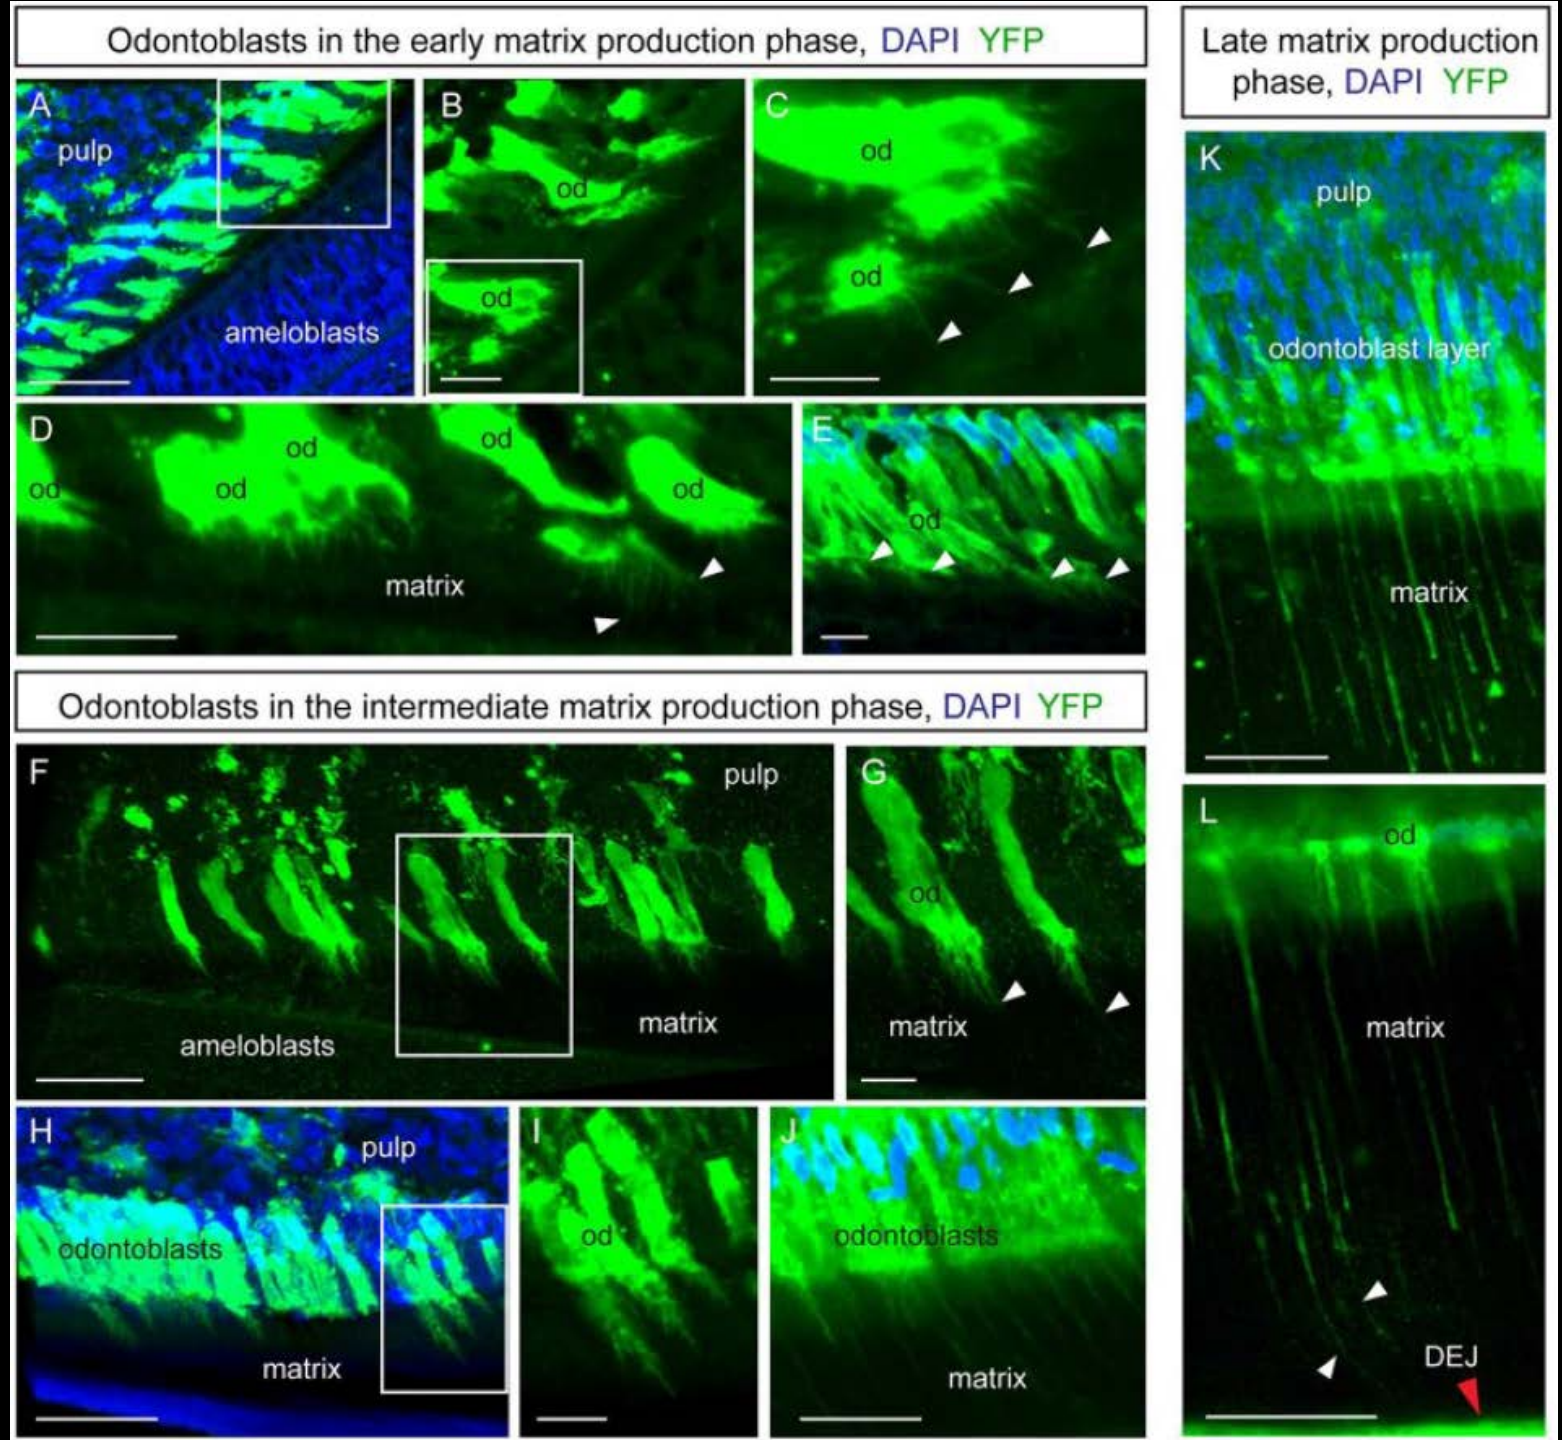 Odontoblasts in the early matrix production phase, DAPI YFP
A
pulp
ameloblasts
B
od
od
C
od
od
D
od
od
od
od
od
matrix
E
od
Odontoblasts in the intermediate matrix production phase, DAPI YFP
F
pulp
ameloblasts
matrix
G
od
matrix
H
pulp
odontoblasts
matrix
I
od
J
odontoblasts
matrix
Late matrix production
phase, DAPI YFP
K
pulp
odontoblast layer
matrix
L
od
matrix
DEJ